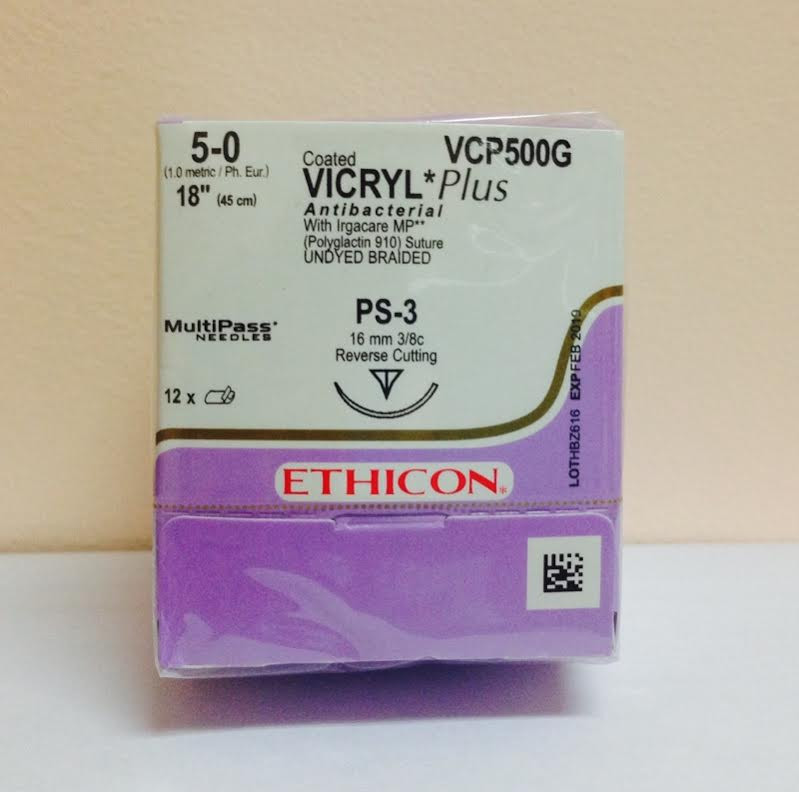 5-0
(1.0 metric / Ph. Eur.)
18" (45 cm)
VCP500G
Coated
VICRYL* Plus
Antibacterial
With Irgacare MP**
(Polyglactin 910) Suture
UNDYED BRAIDED
MultiPass*
NEEDLES
PS-3
16 mm 3/8c
Reverse Cutting
12 x
LOTHBZ616 EXP FEB 2019
ETHICON*